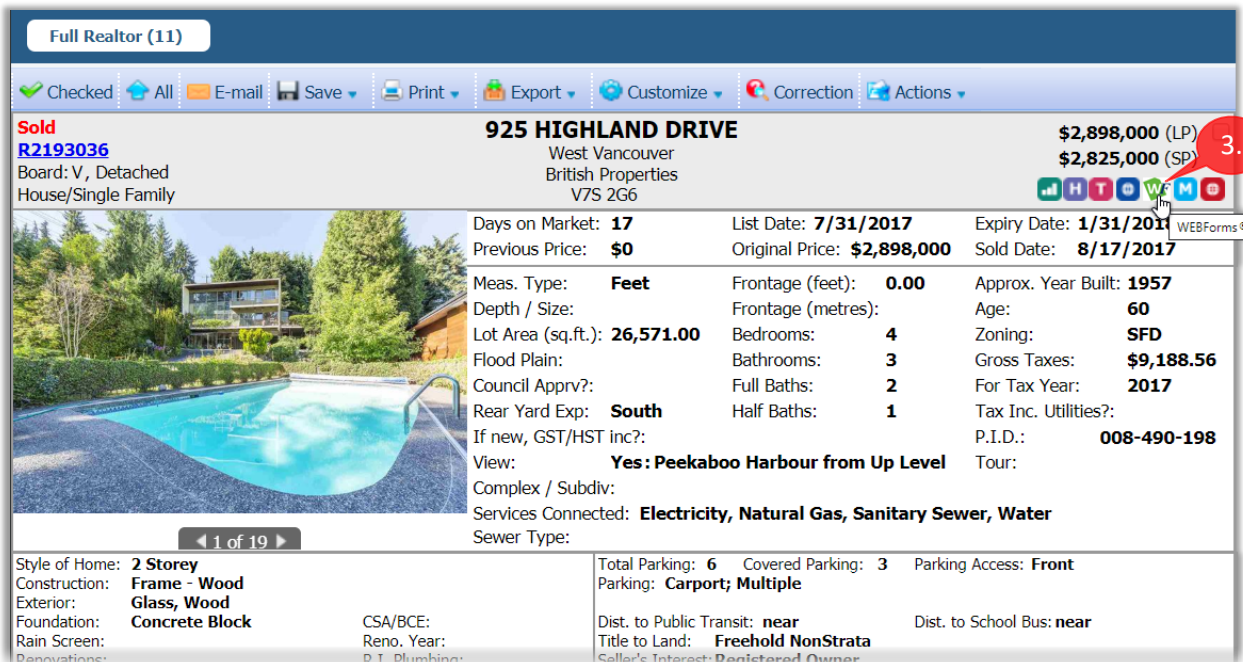 Full Realtor (11)
Checked All E-mail Save Print Export Customize Correction Actions
Sold
R2193036
Board: V, Detached
House/Single Family
925 HIGHLAND DRIVE
West Vancouver
British Properties
V7S 2G6
$2,898,000 (LP)
$2,825,000 (SP)
3.
H T WF M
WEBForms®
Days on Market: 17 List Date: 7/31/2017 Expiry Date: 1/31/201
Previous Price: $0 Original Price: $2,898,000 Sold Date: 8/17/2017
Meas. Type: Feet Frontage (feet): 0.00 Approx. Year Built: 1957
Depth / Size: Frontage (metres): Age: 60
Lot Area (sq.ft.): 26,571.00 Bedrooms: 4 Zoning: SFD
Flood Plain: Bathrooms: 3 Gross Taxes: $9,188.56
Council Apprv?: Full Baths: 2 For Tax Year: 2017
Rear Yard Exp: South Half Baths: 1 Tax Inc. Utilities?:
If new, GST/HST inc?: P.I.D.: 008-490-198
View: Yes: Peekaboo Harbour from Up Level Tour:
Complex / Subdiv:
Services Connected: Electricity, Natural Gas, Sanitary Sewer, Water
Sewer Type:
1 of 19
Style of Home: 2 Storey Total Parking: 6 Covered Parking: 3 Parking Access: Front
Construction: Frame - Wood Parking: Carport; Multiple
Exterior: Glass, Wood
Foundation: Concrete Block CSA/BCE: Dist. to Public Transit: near Dist. to School Bus: near
Rain Screen: Reno. Year: Title to Land: Freehold NonStrata
Renovations: R.I. Plumbing: Seller's Interest: Registered Owner